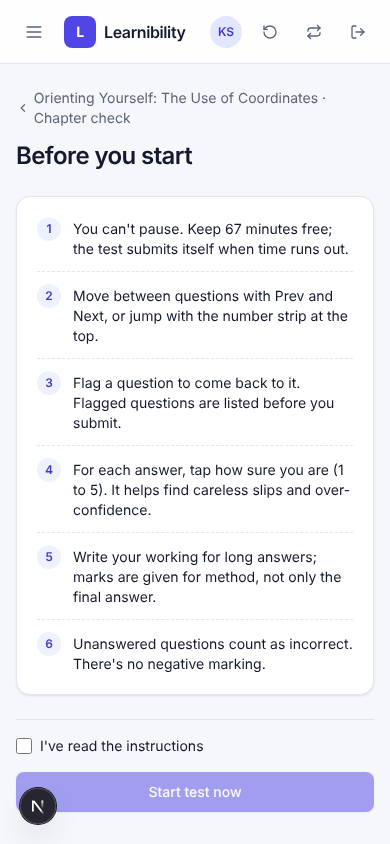 L Learnibility KS
Orienting Yourself: The Use of Coordinates ·
Chapter check
Before you start
1 You can't pause. Keep 67 minutes free;
the test submits itself when time runs out.
2 Move between questions with Prev and
Next, or jump with the number strip at the
top.
3 Flag a question to come back to it.
Flagged questions are listed before you
submit.
4 For each answer, tap how sure you are (1
to 5). It helps find careless slips and over-
confidence.
5 Write your working for long answers;
marks are given for method, not only the
final answer.
6 Unanswered questions count as incorrect.
There's no negative marking.
I've read the instructions
Start test now
N